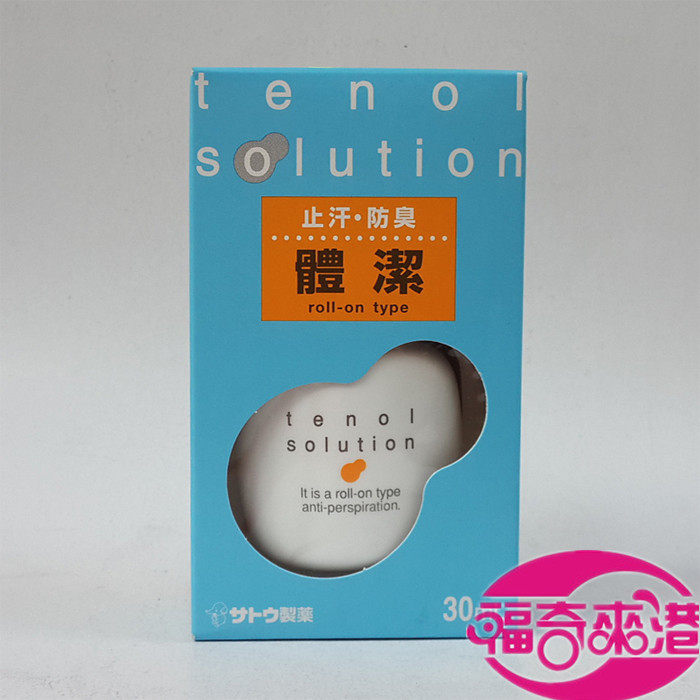 tenol
solution
止汗・防臭
體潔
roll-on type
tenol
solution
It is a roll-on type
anti-perspiration.
サトウ製薬
30
福奇來港